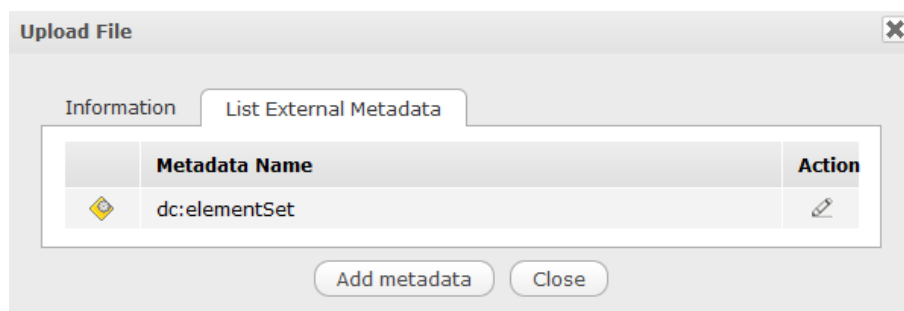 Upload File
Information List External Metadata
Metadata Name Action
dc:elementSet
Add metadata Close